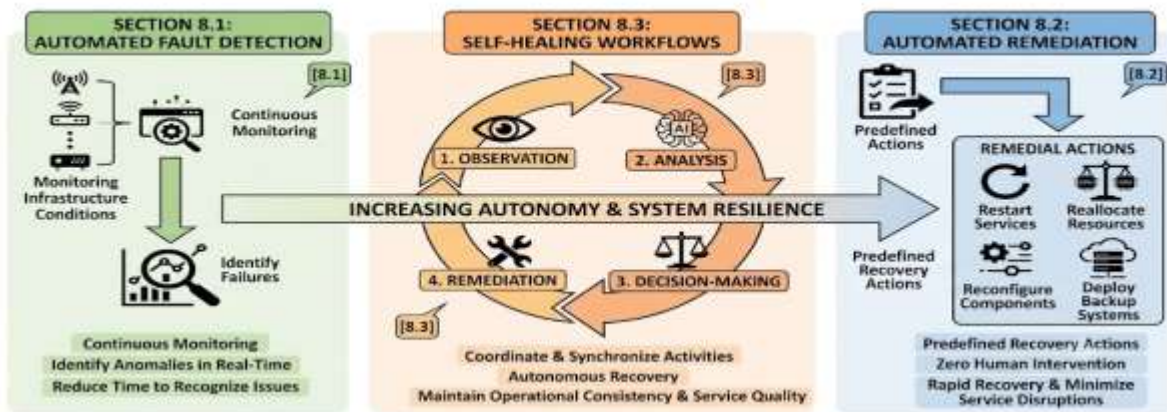 SECTION 8.1:
AUTOMATED FAULT DETECTION
[8.1]
Continuous
Monitoring
Monitoring
Infrastructure
Conditions
Identify
Failures
Continuous Monitoring
Identify Anomalies in Real-Time
Reduce Time to Recognize Issues
SECTION 8.3:
SELF-HEALING WORKFLOWS
[8.3]
AI
1. OBSERVATION
2. ANALYSIS
INCREASING AUTONOMY & SYSTEM RESILIENCE
4. REMEDIATION
3. DECISION-MAKING
[8.3]
Coordinate & Synchronize Activities
Autonomous Recovery
Maintain Operational Consistency & Service Quality
SECTION 8.2:
AUTOMATED REMEDIATION
[8.2]
Predefined
Actions
REMEDIAL ACTIONS
Restart
Services
Reallocate
Resources
Predefined
Recovery
Actions
Reconfigure
Components
Deploy
Backup
Systems
Predefined Recovery Actions
Zero Human Intervention
Rapid Recovery & Minimize
Service Disruptions